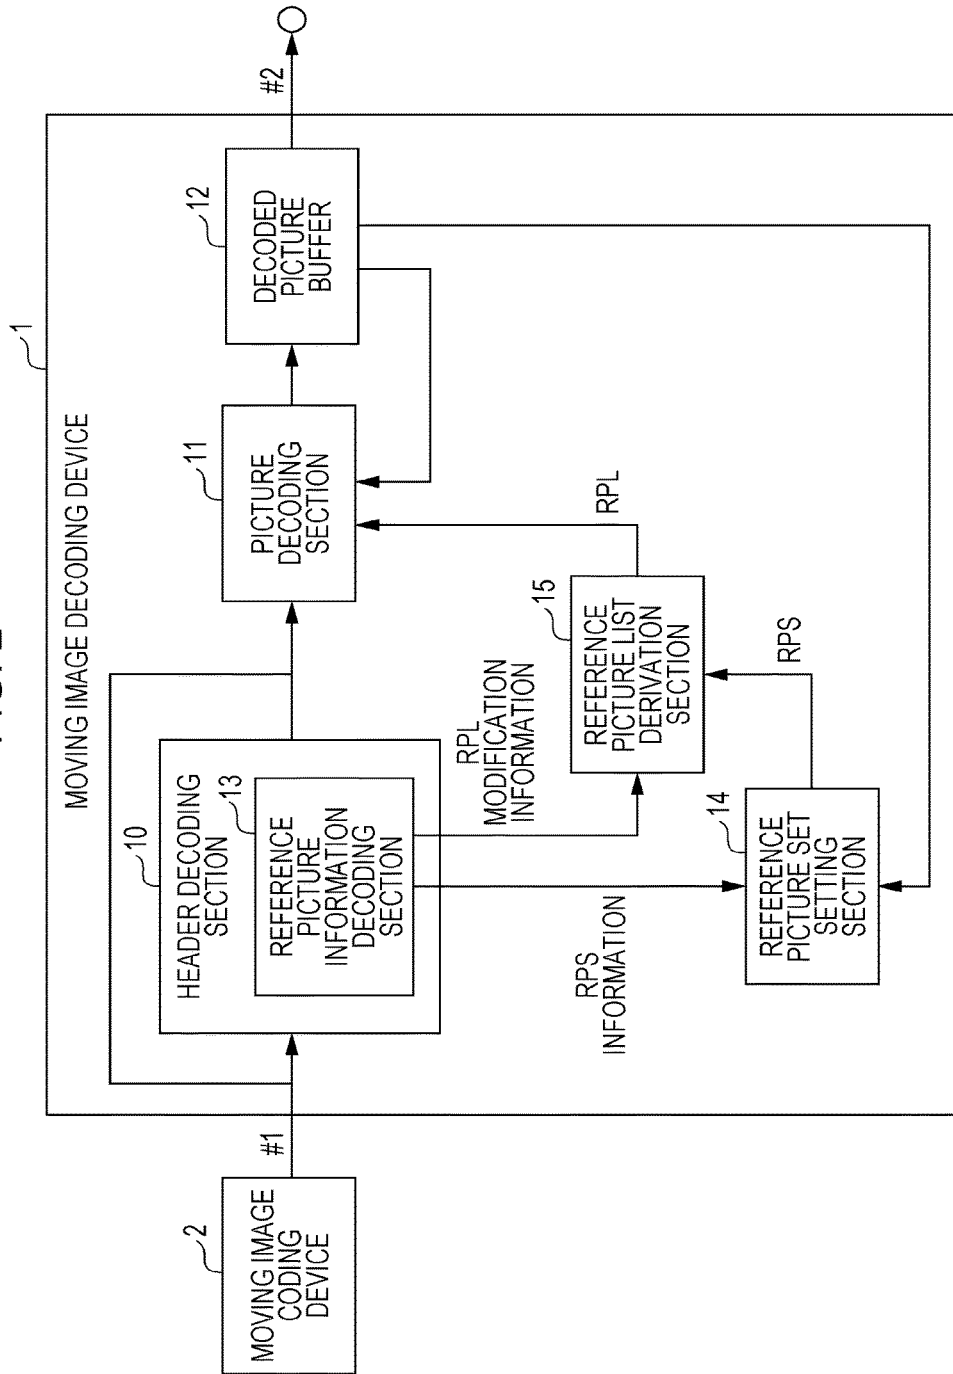 MOVING IMAGE DECODING DEVICE
1
2
MOVING IMAGE
CODING
DEVICE
#1
10
HEADER DECODING
SECTION
13
REFERENCE
PICTURE
INFORMATION
DECODING
SECTION
11
PICTURE
DECODING
SECTION
12
DECODED
PICTURE
BUFFER
#2
RPS
INFORMATION
RPL
MODIFICATION
INFORMATION
15
REFERENCE
PICTURE LIST
DERIVATION
SECTION
RPL
14
REFERENCE
PICTURE SET
SETTING
SECTION
RPS